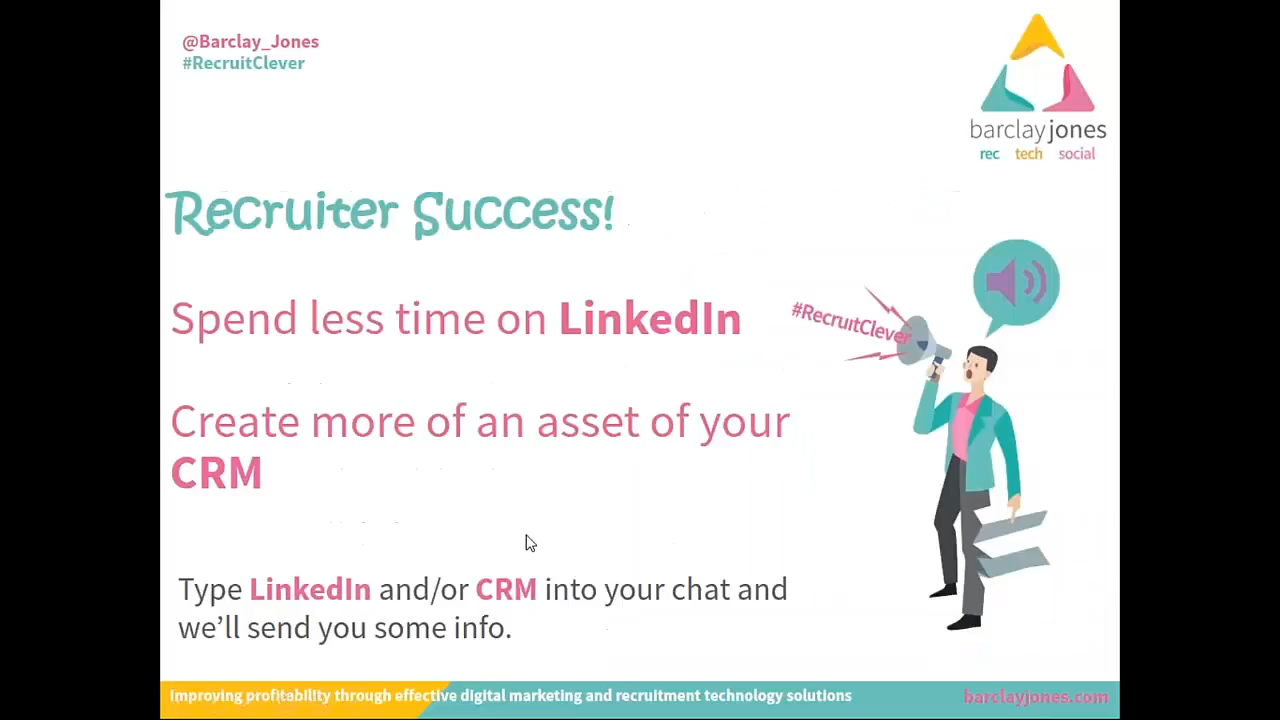 @Barclay_Jones
#RecruitClever
barclayjones
rec tech social
Recruiter Success!
Spend less time on LinkedIn
#RecruitClever
Create more of an asset of your
CRM
Type LinkedIn and/or CRM into your chat and
we'll send you some info.
Improving profitability through effective digital marketing and recruitment technology solutions
barclayjones.com